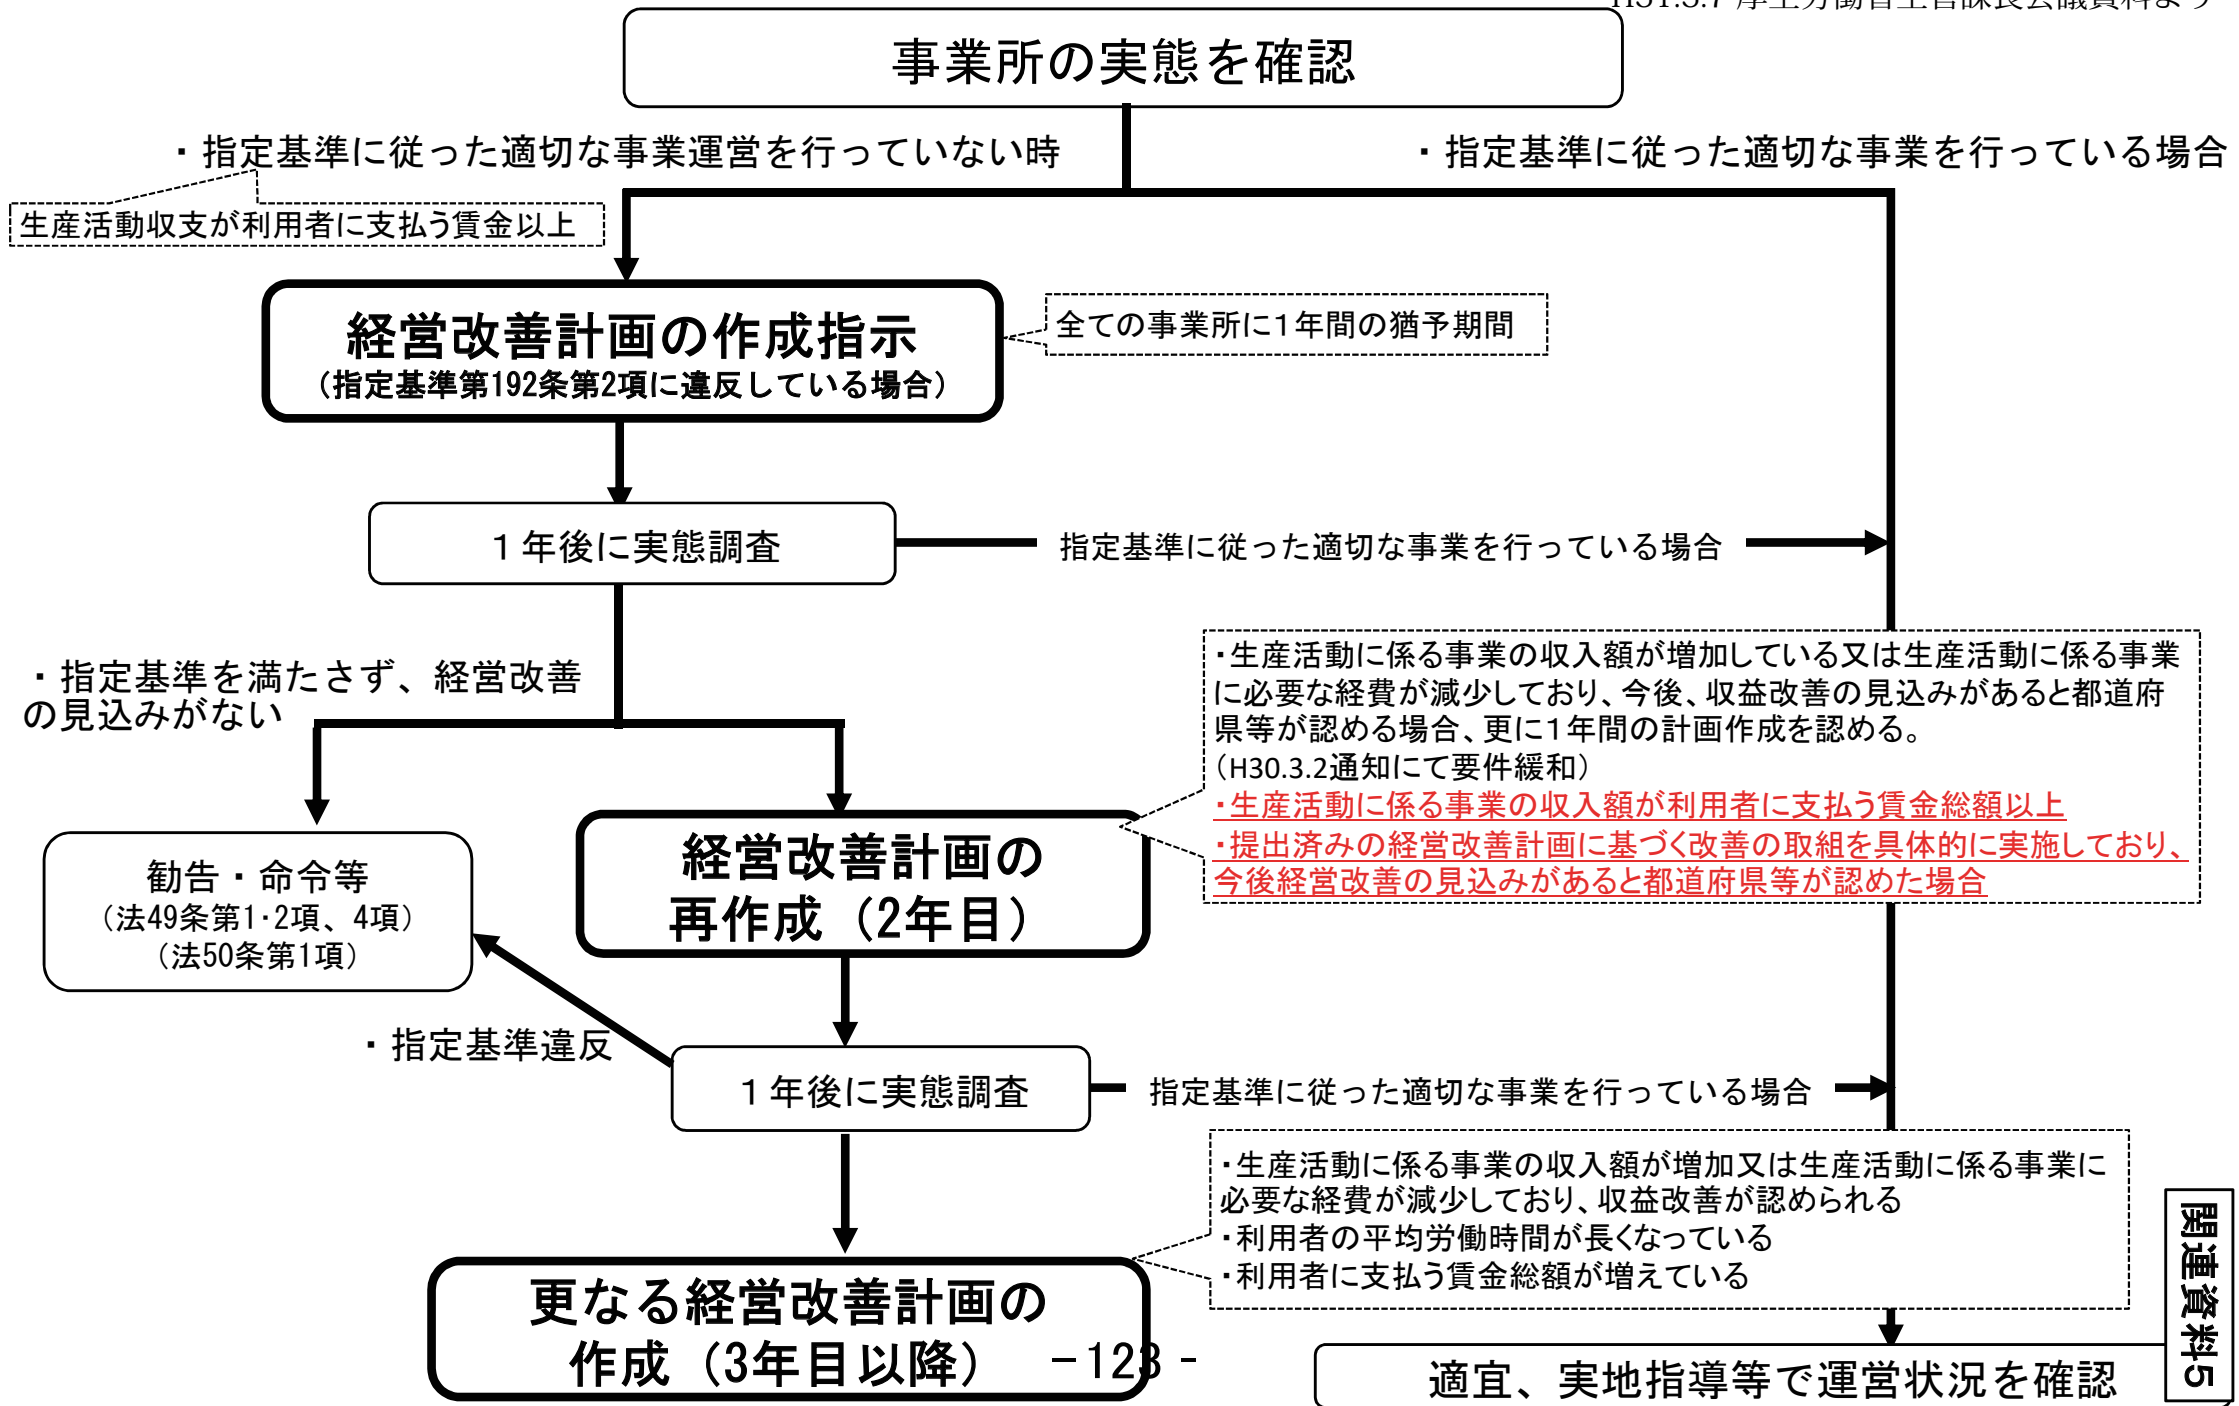 事業所の実態を確認
・指定基準に従った適切な事業運営を行っていない時
・指定基準に従った適切な事業を行っている場合
生産活動収支が利用者に支払う賃金以上
経営改善計画の作成指示
（指定基準第192条第2項に違反している場合）
全ての事業所に１年間の猶予期間
１年後に実態調査
指定基準に従った適切な事業を行っている場合
・指定基準を満たさず、経営改善
の見込みがない
・生産活動に係る事業の収入額が増加している又は生産活動に係る事業
に必要な経費が減少しており、今後、収益改善の見込みがあると都道府
県等が認める場合、更に１年間の計画作成を認める。
（H30.3.2通知にて要件緩和）
・生産活動に係る事業の収入額が利用者に支払う賃金総額以上
・提出済みの経営改善計画に基づく改善の取組を具体的に実施しており、
今後経営改善の見込みがあると都道府県等が認めた場合
経営改善計画の
再作成（2年目）
勧告・命令等
（法49条第1･2項、4項）
（法50条第1項）
・指定基準違反
１年後に実態調査
指定基準に従った適切な事業を行っている場合
・生産活動に係る事業の収入額が増加又は生産活動に係る事業に
必要な経費が減少しており、収益改善が認められる
・利用者の平均労働時間が長くなっている
・利用者に支払う賃金総額が増えている
更なる経営改善計画の
作成（3年目以降）
－123 -
適宜、実地指導等で運営状況を確認
関連資料５